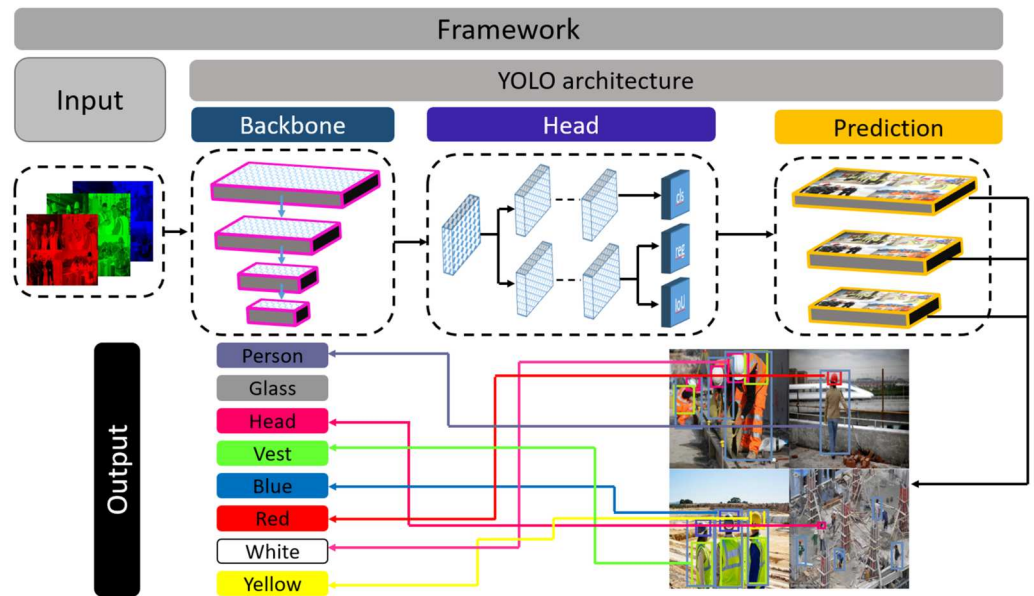 Framework
Input
YOLO architecture
Backbone
Head
Prediction
cls
reg
IoU
Output
Person
Glass
Head
Vest
Blue
Red
White
Yellow